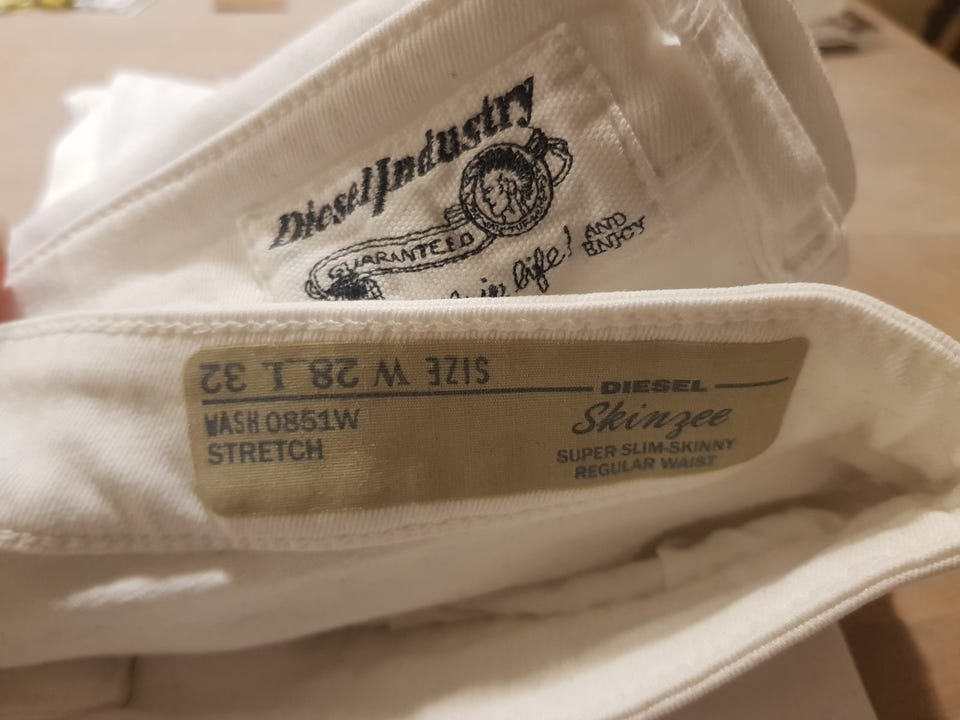 DieselIndustry
GUARANTEED
in life! AND
ENJOY
SIZE W 28 L 32
DIESEL
WASH 0851W
Skinzee
STRETCH
SUPER SLIM-SKINNY
REGULAR WAIST